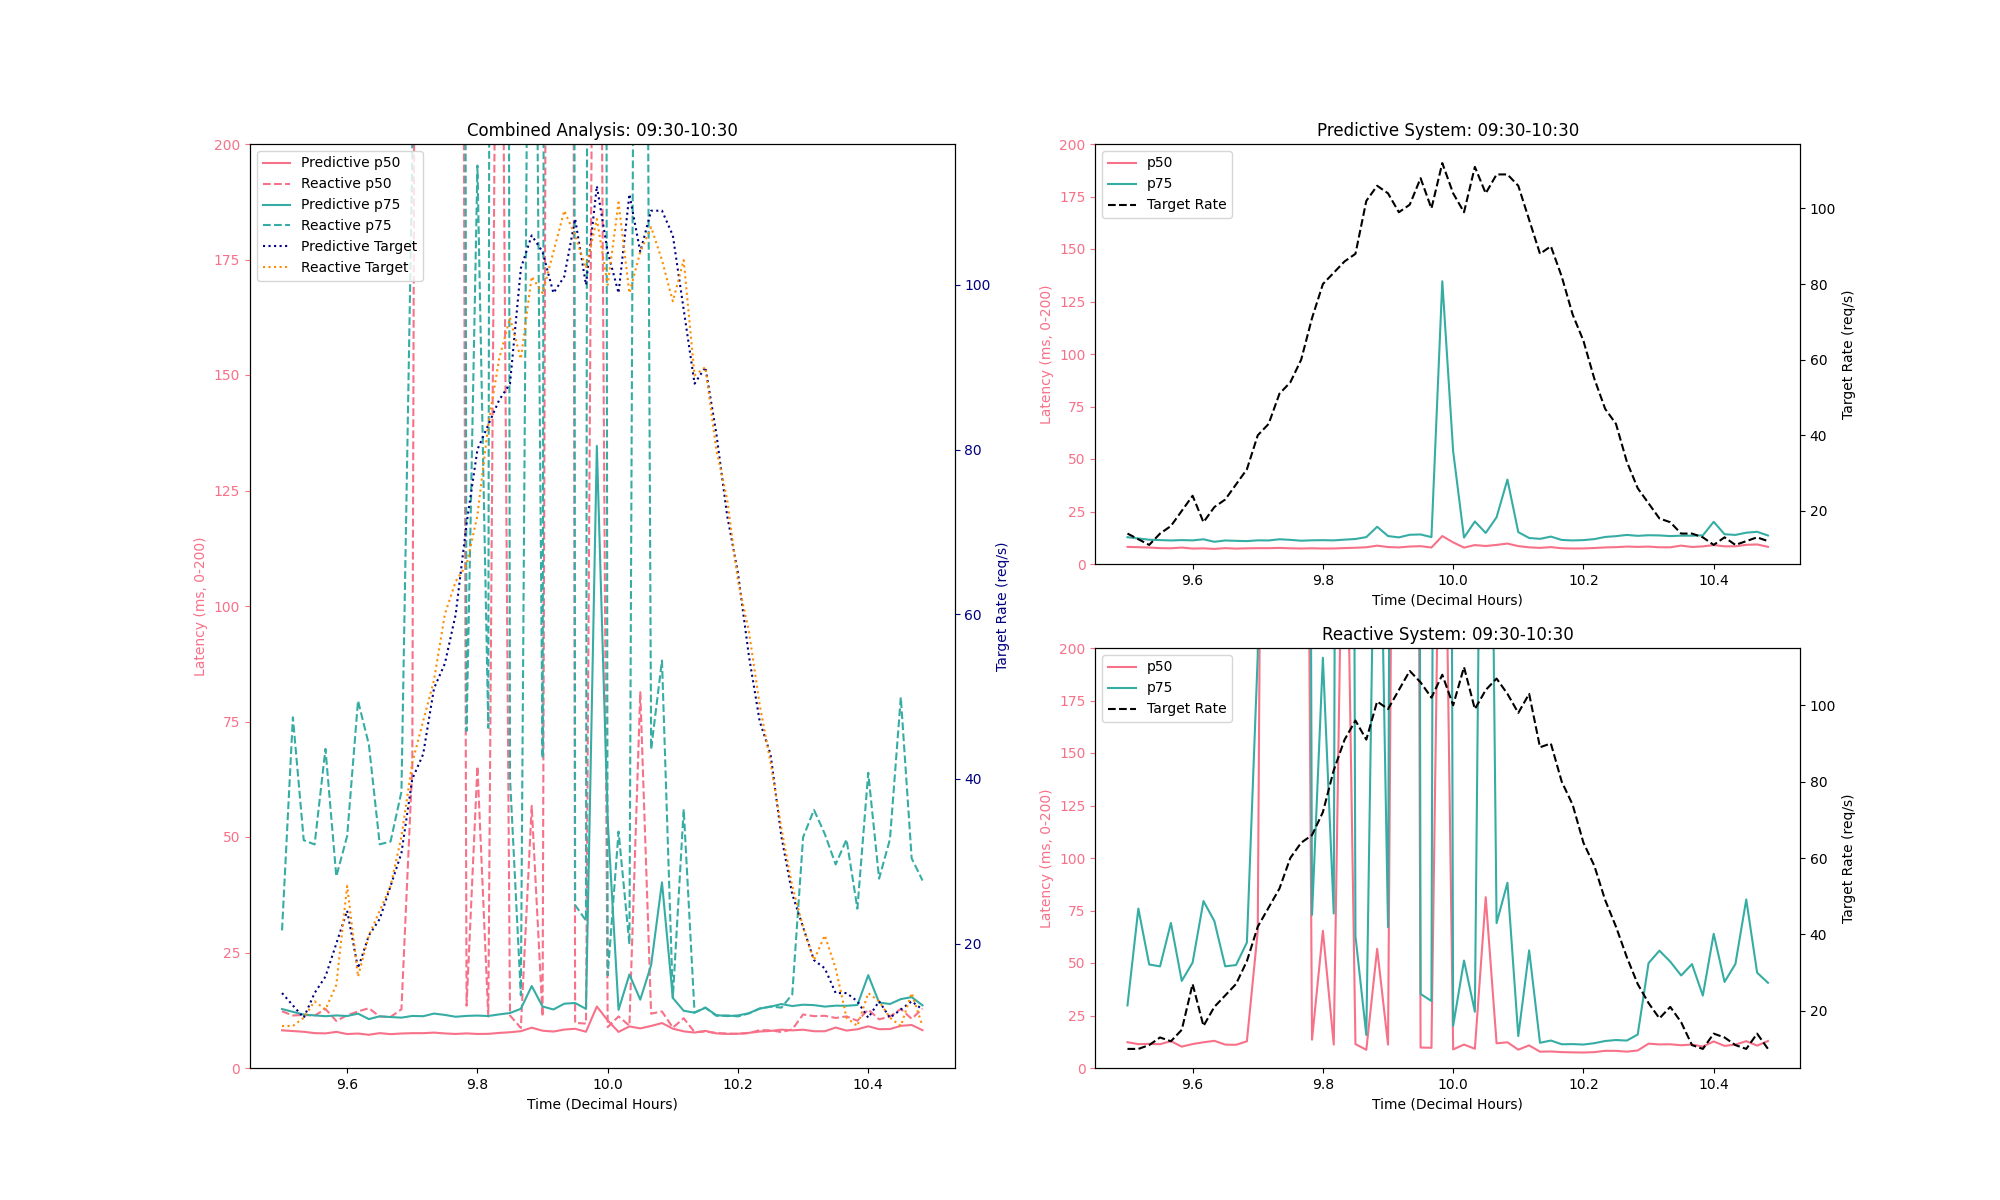 Combined Analysis: 09:30-10:30
Predictive p50
Reactive p50
Predictive p75
Reactive p75
Predictive Target
Reactive Target
200
175
150
125
100
75
50
25
0
Latency (ms, 0-200)
100
80
60
40
20
Target Rate (req/s)
9.6 9.8 10.0 10.2 10.4
Time (Decimal Hours)
Predictive System: 09:30-10:30
p50
p75
Target Rate
200
175
150
125
100
75
50
25
0
Latency (ms, 0-200)
100
80
60
40
20
Target Rate (req/s)
9.6 9.8 10.0 10.2 10.4
Time (Decimal Hours)
Reactive System: 09:30-10:30
p50
p75
Target Rate
200
175
150
125
100
75
50
25
0
Latency (ms, 0-200)
100
80
60
40
20
Target Rate (req/s)
9.6 9.8 10.0 10.2 10.4
Time (Decimal Hours)